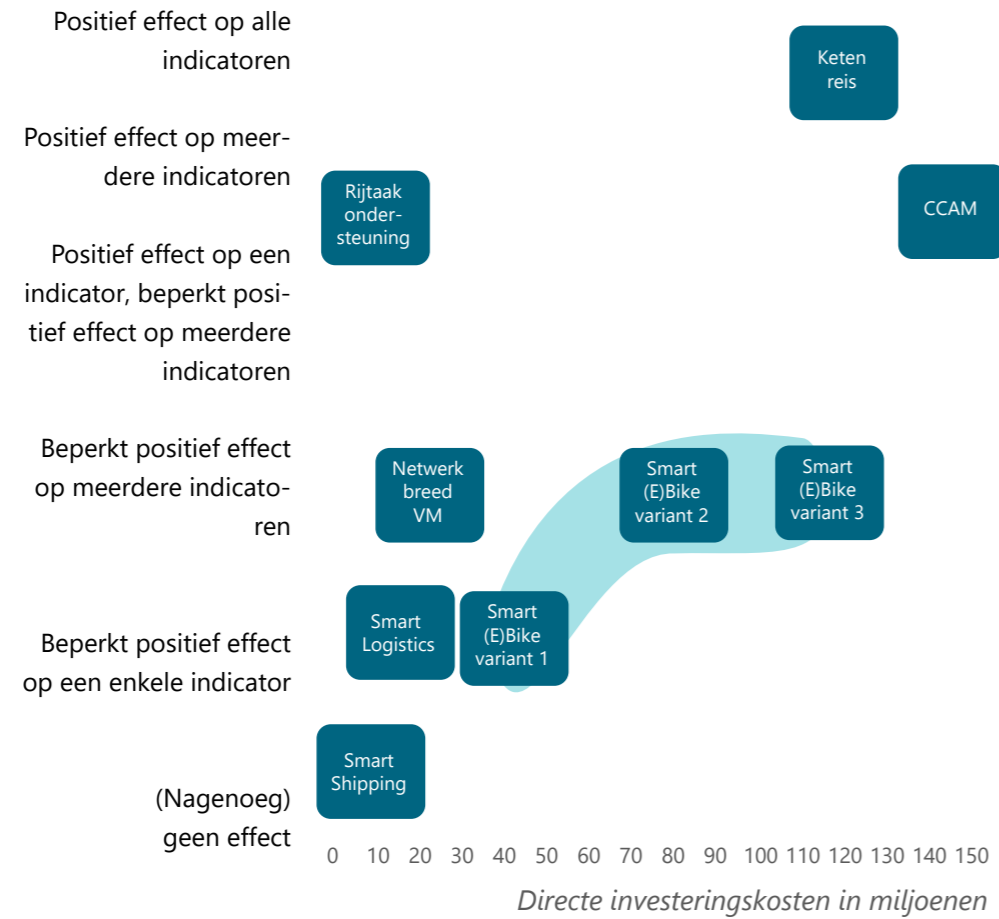 Positief effect op alle
indicatoren
Keten
reis
Positief effect op meer-
dere indicatoren
Rijtaak
onder-
steuning
CCAM
Positief effect op een
indicator, beperkt posi-
tief effect op meerdere
indicatoren
Beperkt positief effect
op meerdere indicato-
ren
Netwerk
breed
VM
Smart
(E)Bike
variant 2
Smart
(E)Bike
variant 3
Beperkt positief effect
op een enkele indicator
Smart
Logistics
Smart
(E)Bike
variant 1
Smart
Shipping
(Nagenoeg)
geen effect
0 10 20 30 40 50 60 70 80 90 100 110 120 130 140 150
Directe investeringskosten in miljoenen